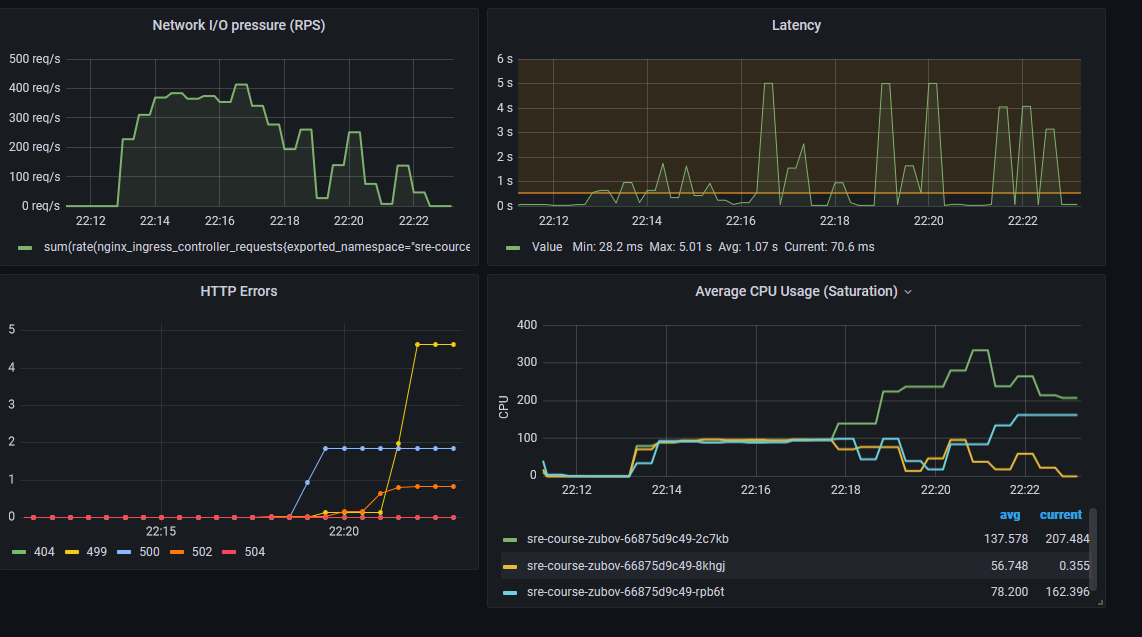 Network I/O pressure (RPS)
500 req/s
400 req/s
300 req/s
200 req/s
100 req/s
0 req/s
22:12 22:14 22:16 22:18 22:20 22:22
sum(rate(nginx_ingress_controller_requests{exported_namespace="sre-course
Latency
6 s
5 s
4 s
3 s
2 s
1 s
0 s
22:12 22:14 22:16 22:18 22:20 22:22
Value Min: 28.2 ms Max: 5.01 s Avg: 1.07 s Current: 70.6 ms
HTTP Errors
5
4
3
2
1
0
22:15 22:20
404 499 500 502 504
Average CPU Usage (Saturation)
CPU
400
300
200
100
0
22:12 22:14 22:16 22:18 22:20 22:22
avg current
sre-course-zubov-66875d9c49-2c7kb 137.578 207.484
sre-course-zubov-66875d9c49-8khgj 56.748 0.355
sre-course-zubov-66875d9c49-rpb6t 78.200 162.396